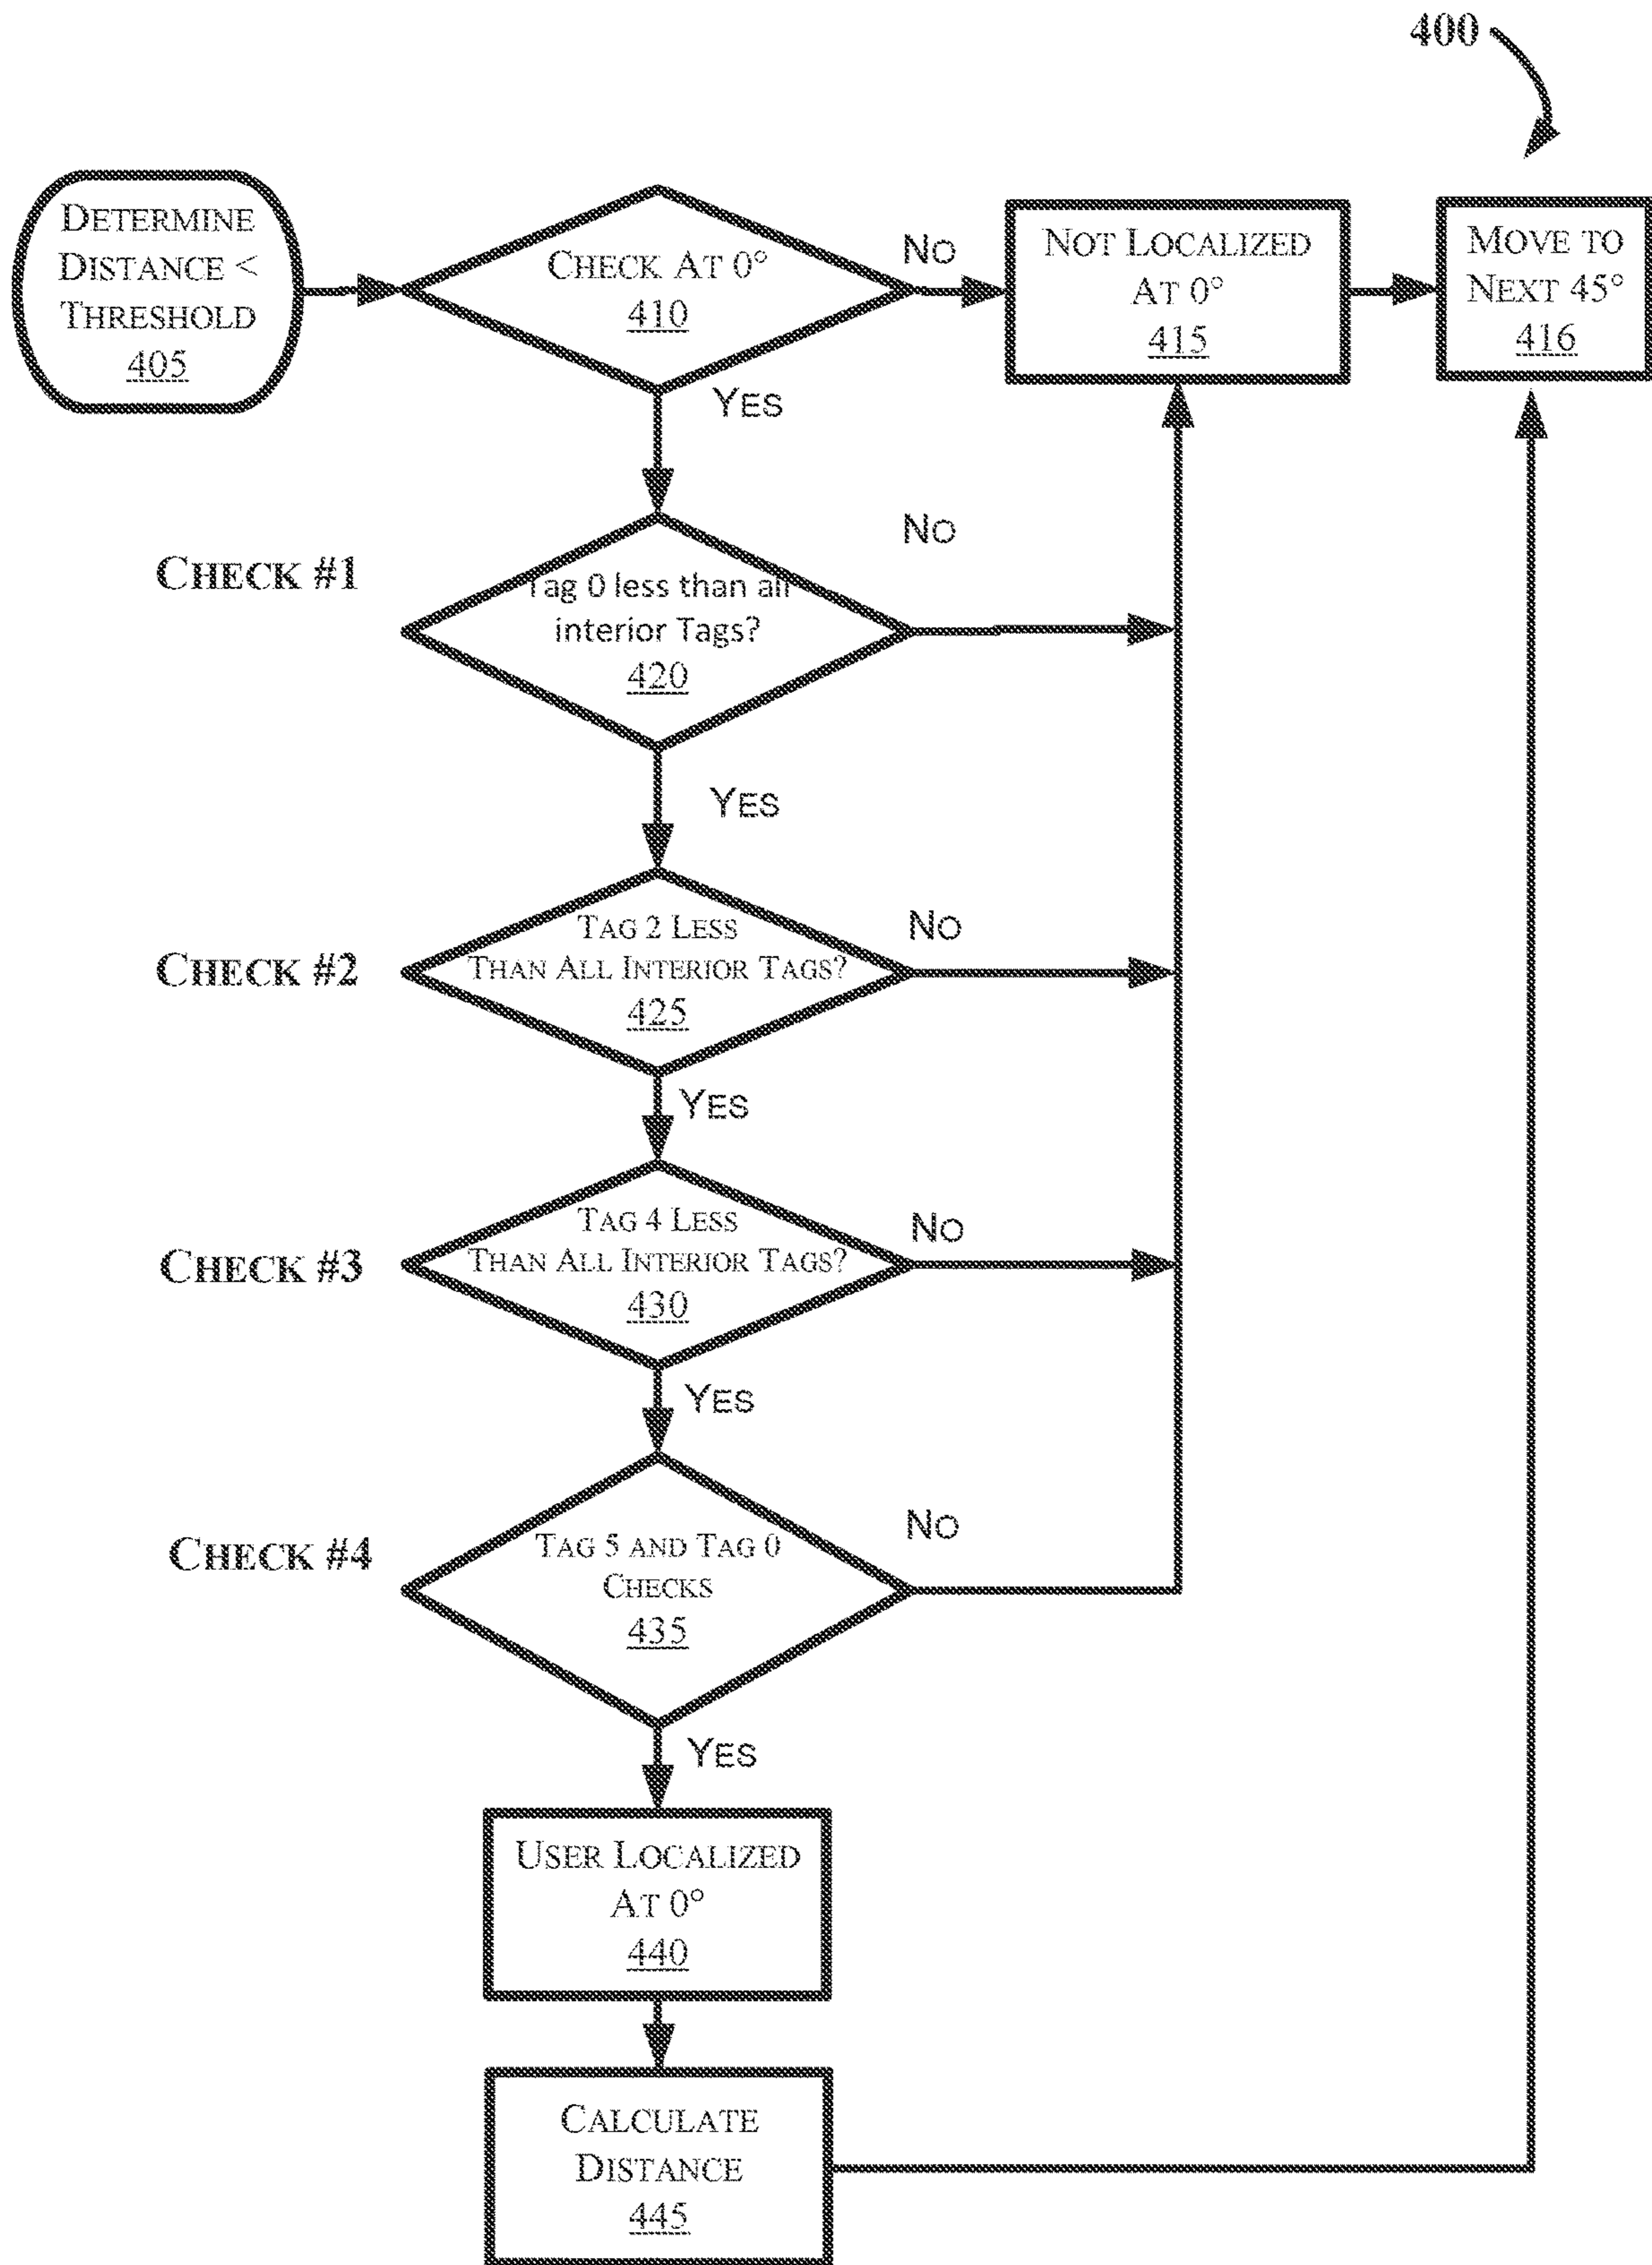 400
DETERMINE
DISTANCE <
THRESHOLD
405
CHECK AT 0°
410
NO
YES
NOT LOCALIZED
AT 0°
415
MOVE TO
NEXT 45°
416
CHECK #1
Tag 0 less than all
interior Tags?
420
NO
YES
CHECK #2
TAG 2 LESS
THAN ALL INTERIOR TAGS?
425
NO
YES
CHECK #3
TAG 4 LESS
THAN ALL INTERIOR TAGS?
430
NO
YES
CHECK #4
TAG 5 AND TAG 0
CHECKS
435
NO
YES
USER LOCALIZED
AT 0°
440
CALCULATE
DISTANCE
445